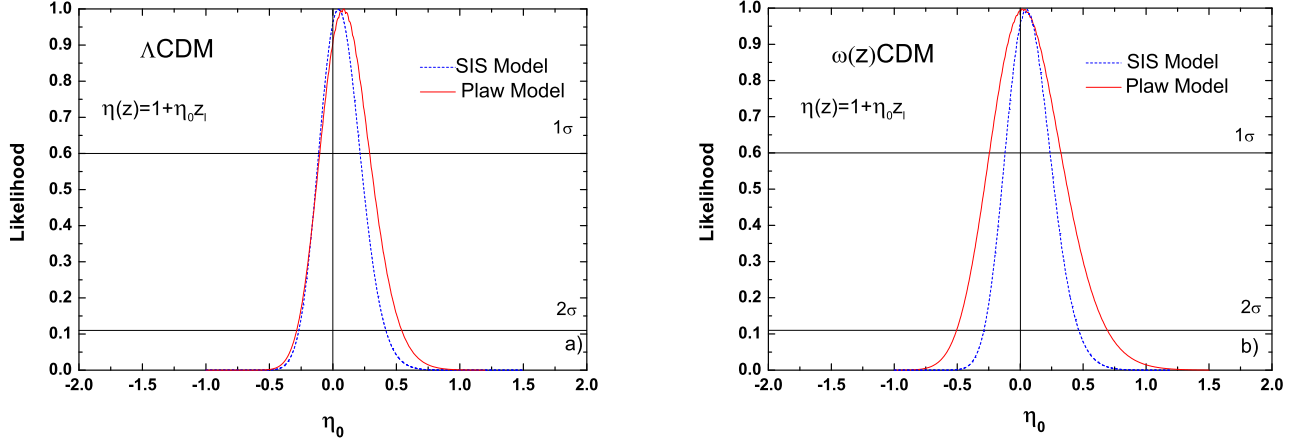 ΛCDM
η(z)=1+η₀zₗ
SIS Model
Plaw Model
1σ
2σ
a)
Likelihood
1.0
0.9
0.8
0.7
0.6
0.5
0.4
0.3
0.2
0.1
0.0
-2.0 -1.5 -1.0 -0.5 0.0 0.5 1.0 1.5 2.0
η₀
ω(z)CDM
η(z)=1+η₀zₗ
SIS Model
Plaw Model
1σ
2σ
b)
Likelihood
1.0
0.9
0.8
0.7
0.6
0.5
0.4
0.3
0.2
0.1
0.0
-2.0 -1.5 -1.0 -0.5 0.0 0.5 1.0 1.5 2.0
η₀